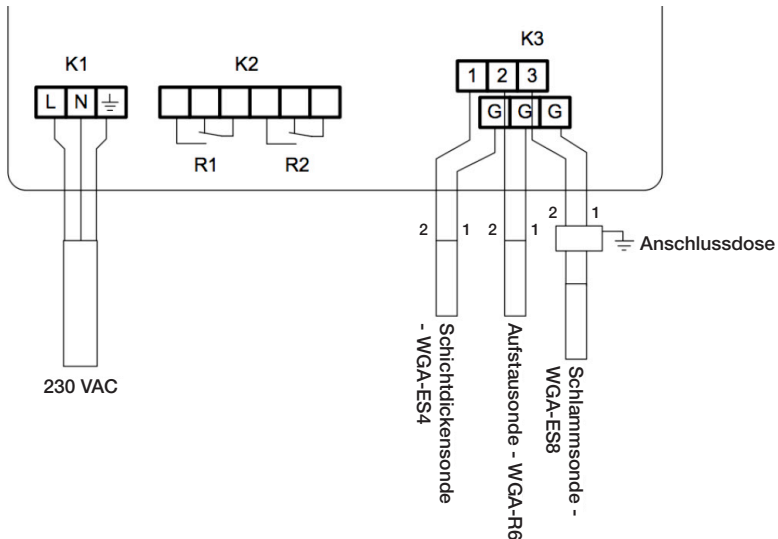 K1
K2
K3
L N
1 2 3
G G G
R1
R2
2 1
2 1
2 1
Anschlussdose
230 VAC
Schichtdickensonde
- WGA-ES4
Aufstausonde - WGA-R6
Schlammsonde -
WGA-ES8